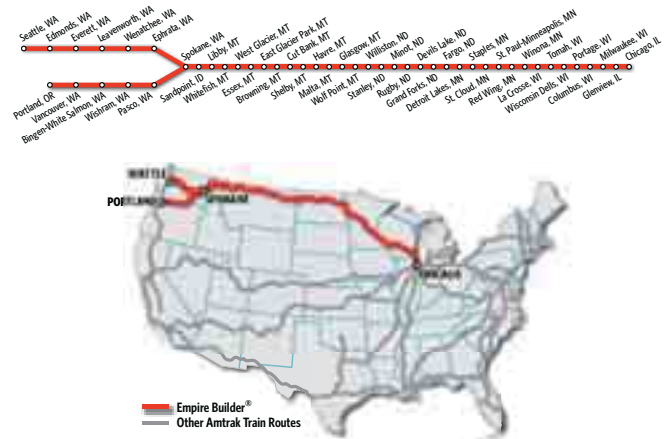 Seattle, WA
Edmonds, WA
Everett, WA
Leavenworth, WA
Wenatchee, WA
Ephrata, WA
Spokane, WA
Libby, MT
West Glacier, MT
East Glacier Park, MT
Cut Bank, MT
Havre, MT
Glasgow, MT
Williston, ND
Minot, ND
Devils Lake, ND
Fargo, ND
Staples, MN
St. Paul-Minneapolis, MN
Winona, MN
Tomah, WI
Portage, WI
Milwaukee, WI
Chicago, IL
Portland, OR
Vancouver, WA
Bingen-White Salmon, WA
Wishram, WA
Pasco, WA
Sandpoint, ID
Whitefish, MT
Essex, MT
Browning, MT
Shelby, MT
Malta, MT
Wolf Point, MT
Stanley, ND
Rugby, ND
Grand Forks, ND
Detroit Lakes, MN
St. Cloud, MN
Red Wing, MN
La Crosse, WI
Wisconsin Dells, WI
Columbus, WI
Glenview, IL
SEATTLE
PORTLAND
SPOKANE
CHICAGO
Empire Builder®
Other Amtrak Train Routes